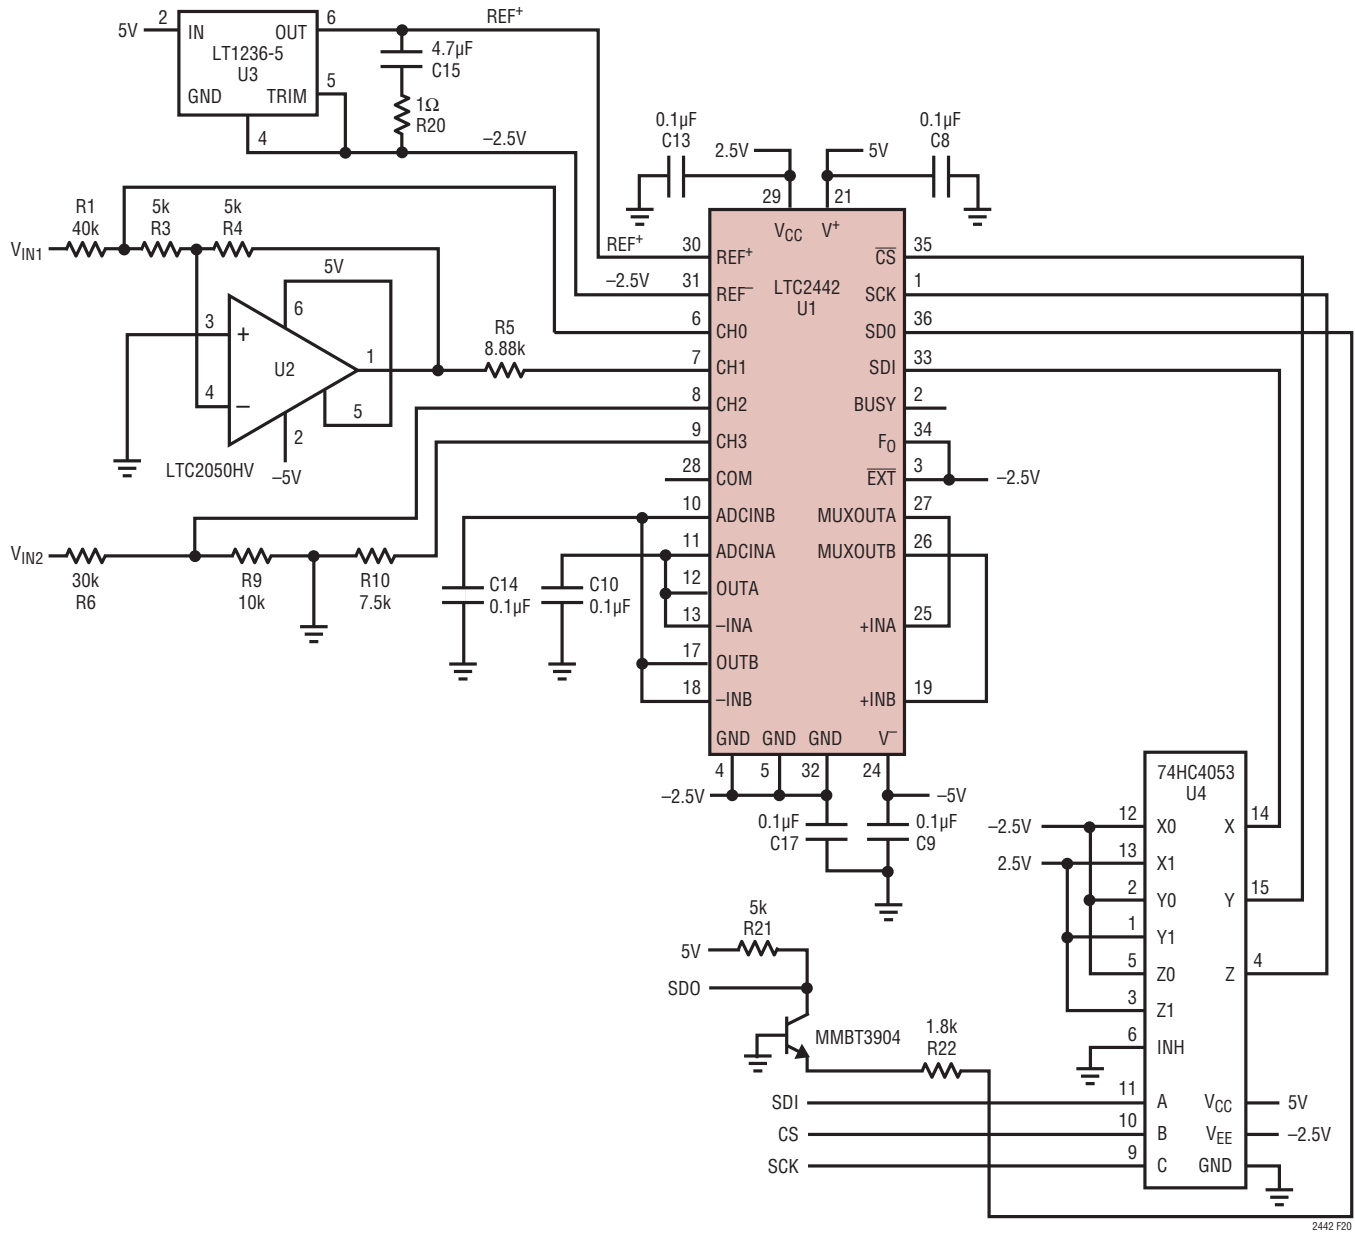 5V
2
IN
OUT
6
REF+
LT1236-5
U3
GND
TRIM
5
4
4.7µF
C15
1Ω
R20
–2.5V
0.1µF
C13
2.5V
0.1µF
C8
5V
29
21
VCC
V+
R1
40k
5k
R3
5k
R4
VIN1
5V
6
3
+
U2
1
4
–
5
2
–5V
LTC2050HV
R5
8.88k
REF+
30
REF+
–2.5V
31
REF–
LTC2442
U1
6
CH0
7
CH1
8
CH2
9
CH3
28
COM
10
ADCINB
11
ADCINA
12
OUTA
13
–INA
17
OUTB
18
–INB
CS
35
SCK
1
SD0
36
SDI
33
BUSY
2
FO
34
EXT
3
–2.5V
MUXOUTA
27
MUXOUTB
26
+INA
25
+INB
19
VIN2
30k
R6
R9
10k
R10
7.5k
C14
0.1µF
C10
0.1µF
GND
GND
GND
V–
4
5
32
24
–2.5V
–5V
0.1µF
C17
0.1µF
C9
74HC4053
U4
–2.5V
12
X0
X
14
2.5V
13
X1
2
Y0
Y
15
1
Y1
5
Z0
Z
4
3
Z1
6
INH
5k
R21
5V
SDO
MMBT3904
1.8k
R22
SDI
11
A
VCC
5V
CS
10
B
VEE
–2.5V
SCK
9
C
GND
2442 F20